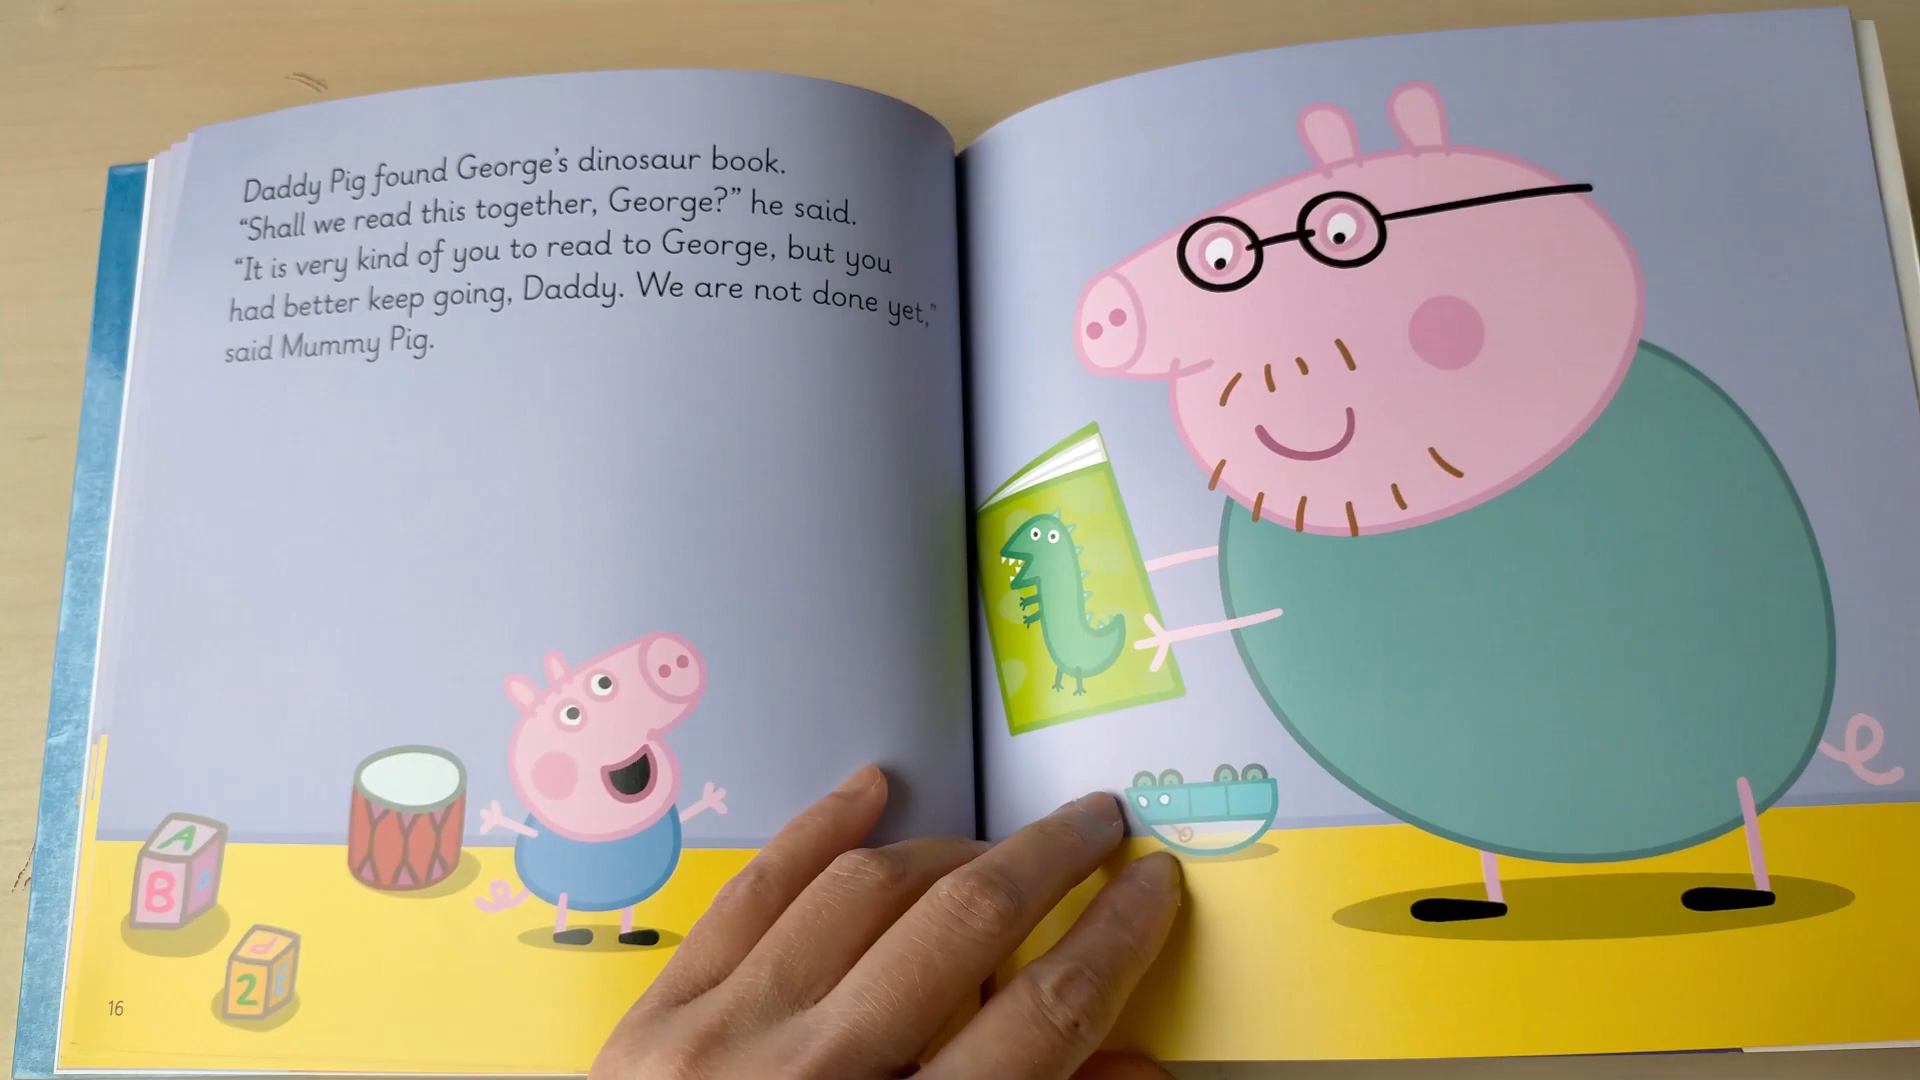 Daddy Pig found George's dinosaur book.
"Shall we read this together, George?" he said.
"It is very kind of you to read to George, but you
had better keep going, Daddy. We are not done yet,"
said Mummy Pig.
A
B
2
16